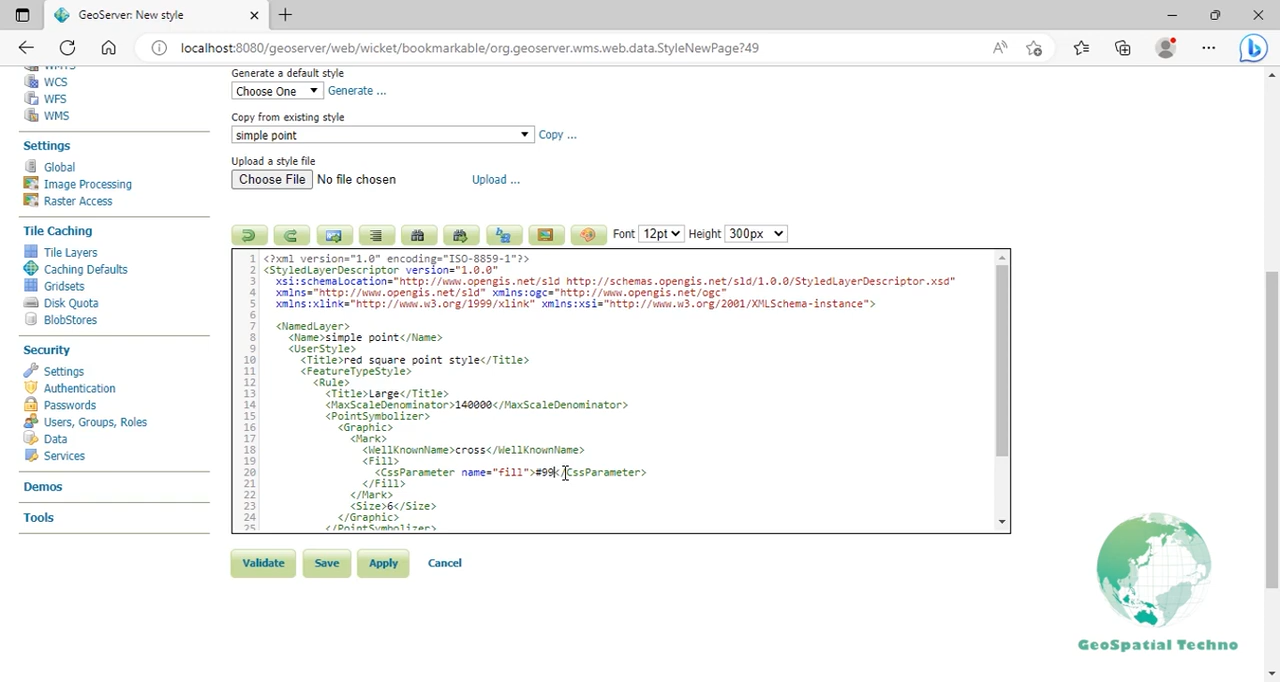 GeoServer: New style
localhost:8080/geoserver/web/wicket/bookmarkable/org.geoserver.wms.web.data.StyleNewPage?49
WMTS
WCS
WFS
WMS
Settings
Global
Image Processing
Raster Access
Tile Caching
Tile Layers
Caching Defaults
Gridsets
Disk Quota
BlobStores
Security
Settings
Authentication
Passwords
Users, Groups, Roles
Data
Services
Demos
Tools
Generate a default style
Choose One Generate ...
Copy from existing style
simple point Copy ...
Upload a style file
Choose File No file chosen Upload ...
Font 12pt Height 300px
1 <?xml version="1.0" encoding="ISO-8859-1"?>
2 <StyledLayerDescriptor version="1.0.0"
3 xsi:schemaLocation="http://www.opengis.net/sld http://schemas.opengis.net/sld/1.0.0/StyledLayerDescriptor.xsd"
4 xmlns="http://www.opengis.net/sld" xmlns:ogc="http://www.opengis.net/ogc"
5 xmlns:xlink="http://www.w3.org/1999/xlink" xmlns:xsi="http://www.w3.org/2001/XMLSchema-instance">
6
7 <NamedLayer>
8 <Name>simple point</Name>
9 <UserStyle>
10 <Title>red square point style</Title>
11 <FeatureTypeStyle>
12 <Rule>
13 <Title>Large</Title>
14 <MaxScaleDenominator>140000</MaxScaleDenominator>
15 <PointSymbolizer>
16 <Graphic>
17 <Mark>
18 <WellKnownName>cross</WellKnownName>
19 <Fill>
20 <CssParameter name="fill">#99</CssParameter>
21 </Fill>
22 </Mark>
23 <Size>6</Size>
24 </Graphic>
25 </PointSymbolizer>
Validate Save Apply Cancel
GeoSpatial Techno